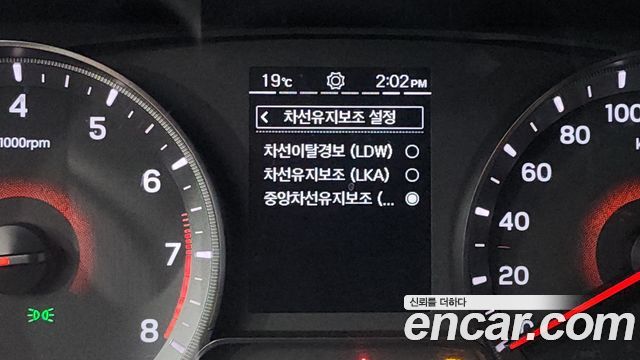 19℃ 2:02PM
< 차선유지보조 설정
차선이탈경보 (LDW)
차선유지보조 (LKA)
중앙차선유지보조 (...
4
5
6
7
8
1000rpm
100
80
60
40
20
0
신뢰를 더하다
encar.com